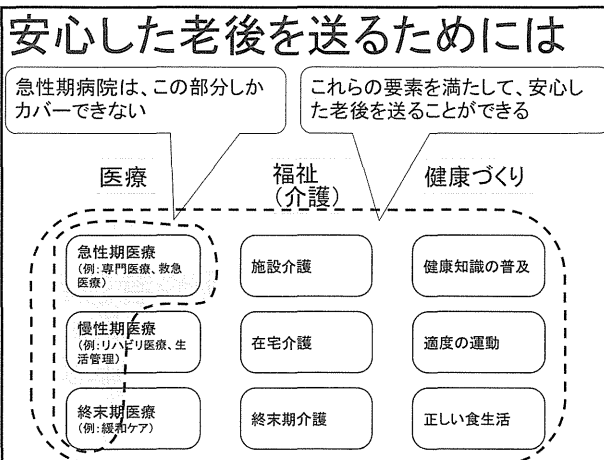 安心した老後を送るためには
急性期病院は、この部分しか
カバーできない
これらの要素を満たして、安心し
た老後を送ることができる
医療
福祉
（介護）
健康づくり
急性期医療
（例：専門医療、救急
医療）
施設介護
健康知識の普及
慢性期医療
（例：リハビリ医療、生
活管理）
在宅介護
適度の運動
終末期医療
（例：緩和ケア）
終末期介護
正しい食生活